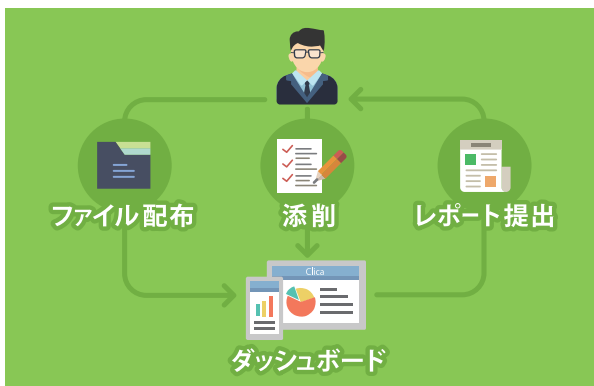 ファイル配布
添削
レポート提出
Clica
ダッシュボード